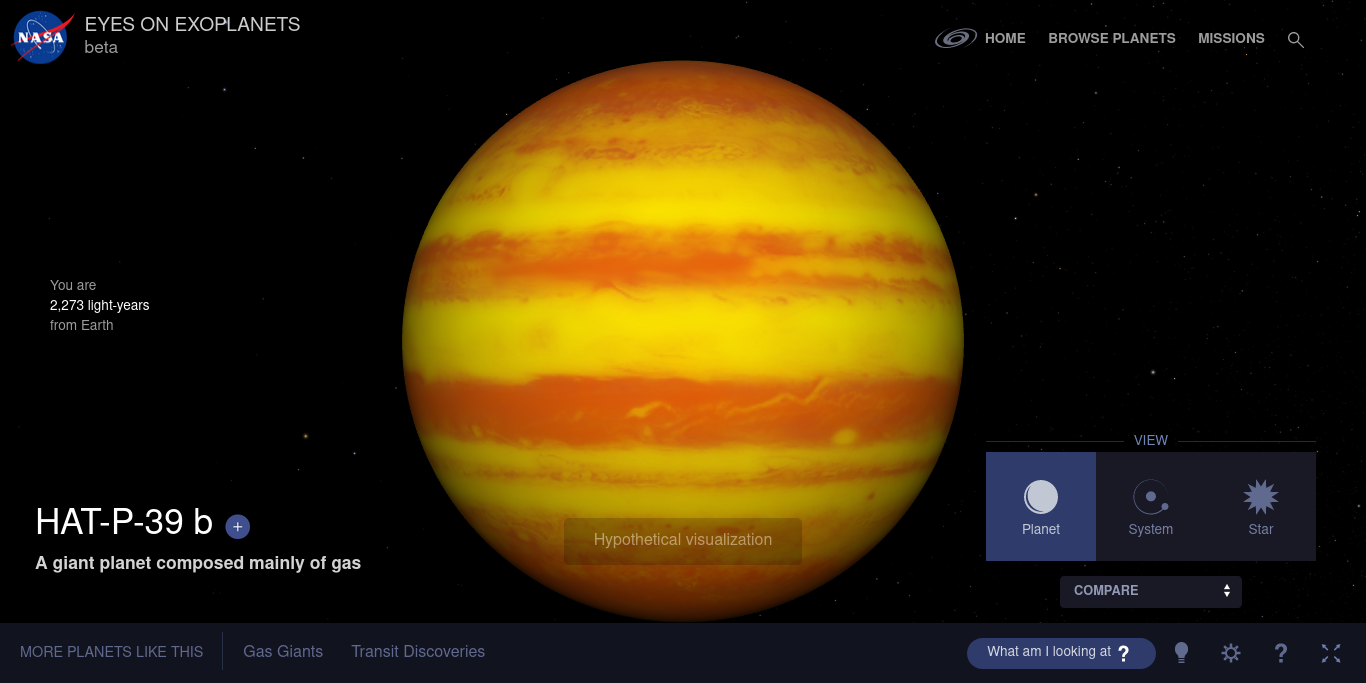 NASA
EYES ON EXOPLANETS
beta
HOME
BROWSE PLANETS
MISSIONS
You are
2,273 light-years
from Earth
VIEW
Planet
System
Star
HAT-P-39 b +
A giant planet composed mainly of gas
Hypothetical visualization
COMPARE
MORE PLANETS LIKE THIS
Gas Giants
Transit Discoveries
What am I looking at ?
?